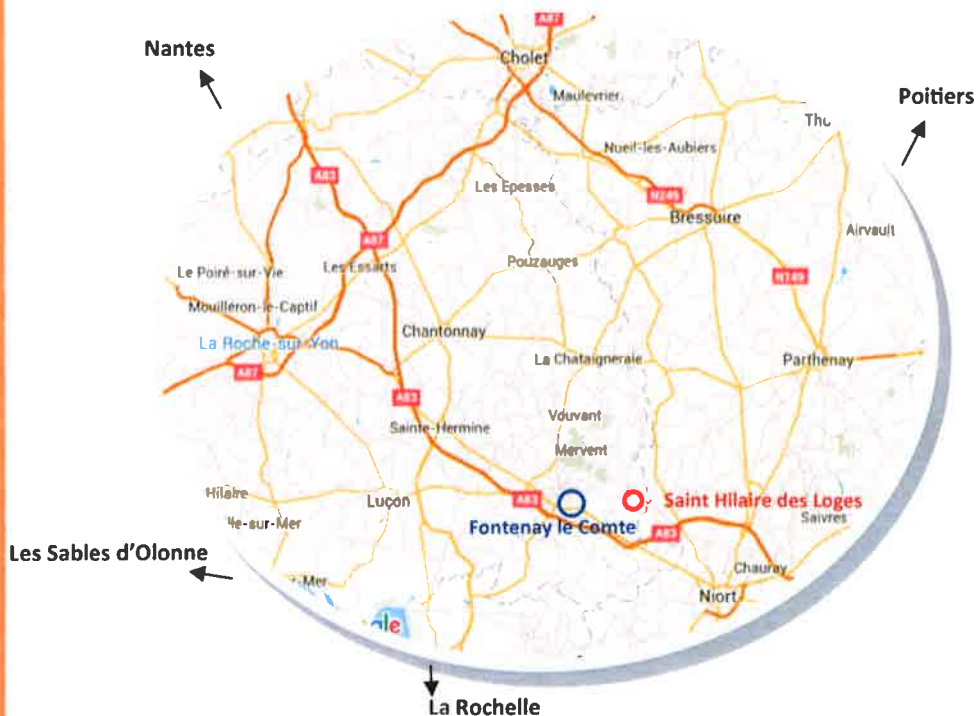 A87
Nantes
Cholet
Maulevrier
Poitiers
Nueil-les-Aubiers
A83
Les Epesses
N249
Bressuire
Airvault
A87
Les Essarts
Pouzauges
Le Poiré-sur-Vie
N149
Mouilleron-le-Captif
Chantonnay
La Roche-sur-Yon
La Chataigneraie
Parthenay
A87
A83
Vouvant
Sainte-Hermine
Mervent
Hilaire
Luçon
A83
Saint Hilaire des Loges
Fontenay le Comte
Saivres
A83
Les Sables d'Olonne
Chauray
Niort
La Rochelle